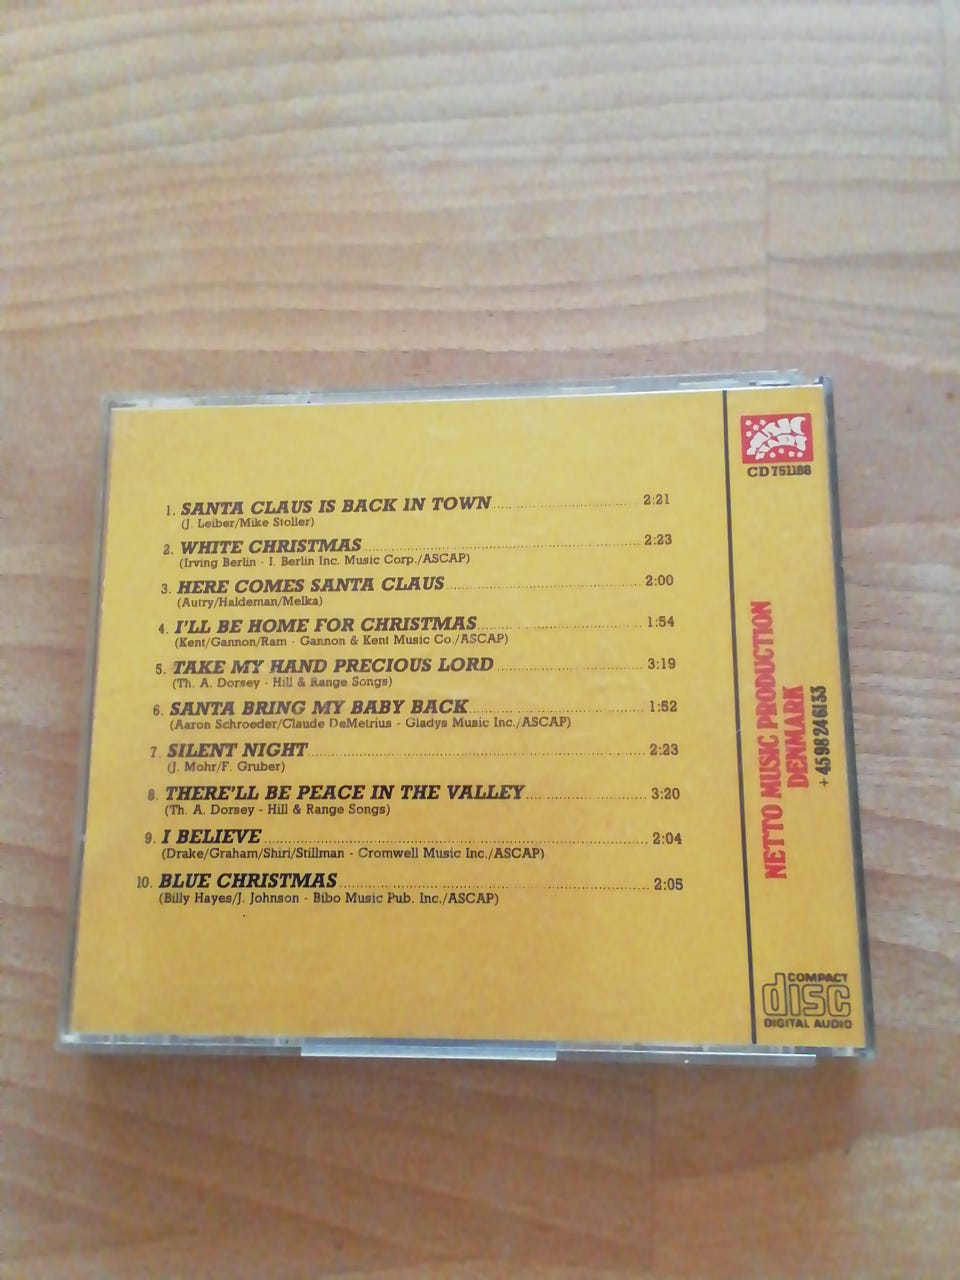 1. SANTA CLAUS IS BACK IN TOWN 2:21
(J. Leiber/Mike Stoller)
2. WHITE CHRISTMAS 2:23
(Irving Berlin - I. Berlin Inc. Music Corp./ASCAP)
3. HERE COMES SANTA CLAUS 2:00
(Autry/Haldeman/Melka)
4. I'LL BE HOME FOR CHRISTMAS 1:54
(Kent/Gannon/Ram - Gannon & Kent Music Co./ASCAP)
5. TAKE MY HAND PRECIOUS LORD 3:19
(Th. A. Dorsey - Hill & Range Songs)
6. SANTA BRING MY BABY BACK 1:52
(Aaron Schroeder/Claude DeMetrius - Gladys Music Inc./ASCAP)
7. SILENT NIGHT 2:23
(J. Mohr/F. Gruber)
8. THERE'LL BE PEACE IN THE VALLEY 3:20
(Th. A. Dorsey - Hill & Range Songs)
9. I BELIEVE 2:04
(Drake/Graham/Shirl/Stillman - Cromwell Music Inc./ASCAP)
10. BLUE CHRISTMAS 2:05
(Billy Hayes/J. Johnson - Bibo Music Pub. Inc./ASCAP)
MUSIC
CD 751188
NETTO MUSIC PRODUCTION
DENMARK
+ 45 98 24 61 33
COMPACT
disc
DIGITAL AUDIO